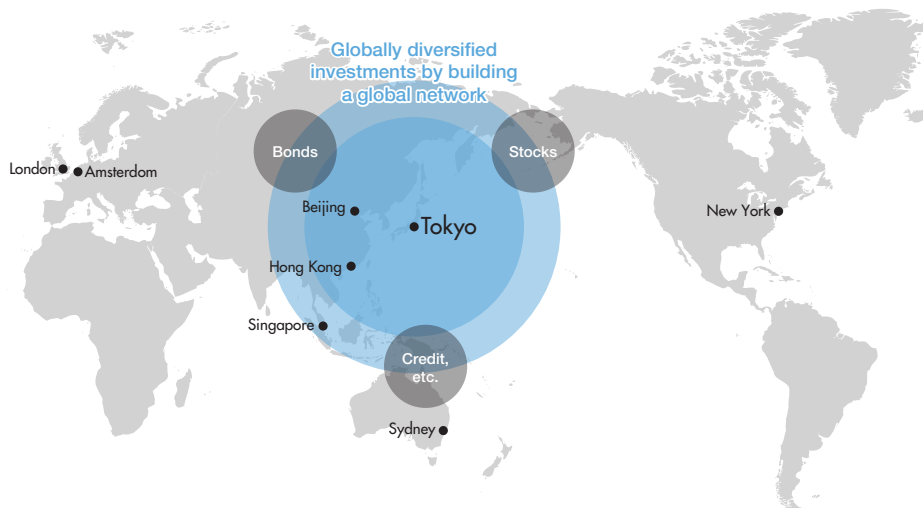 Globally diversified
investments by building
a global network
Bonds
Stocks
London
Amsterdam
Beijing
Tokyo
New York
Hong Kong
Singapore
Credit,
etc.
Sydney